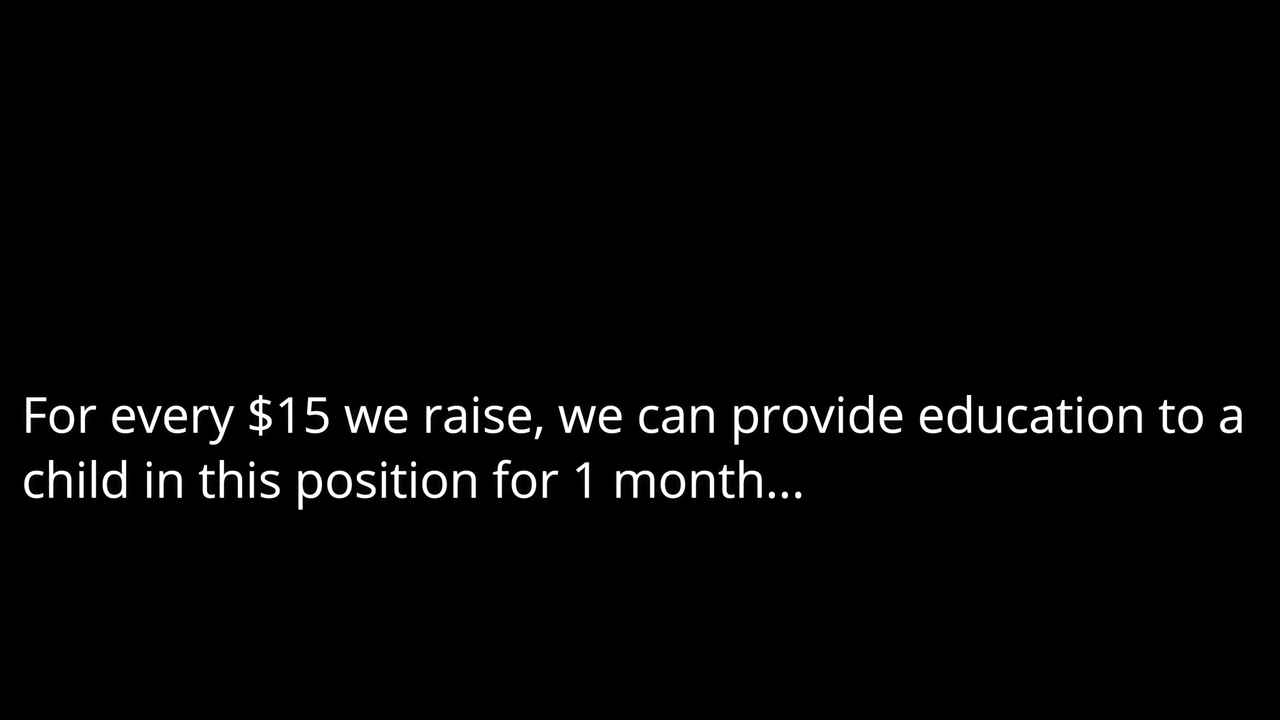 For every $15 we raise, we can provide education to a
child in this position for 1 month...